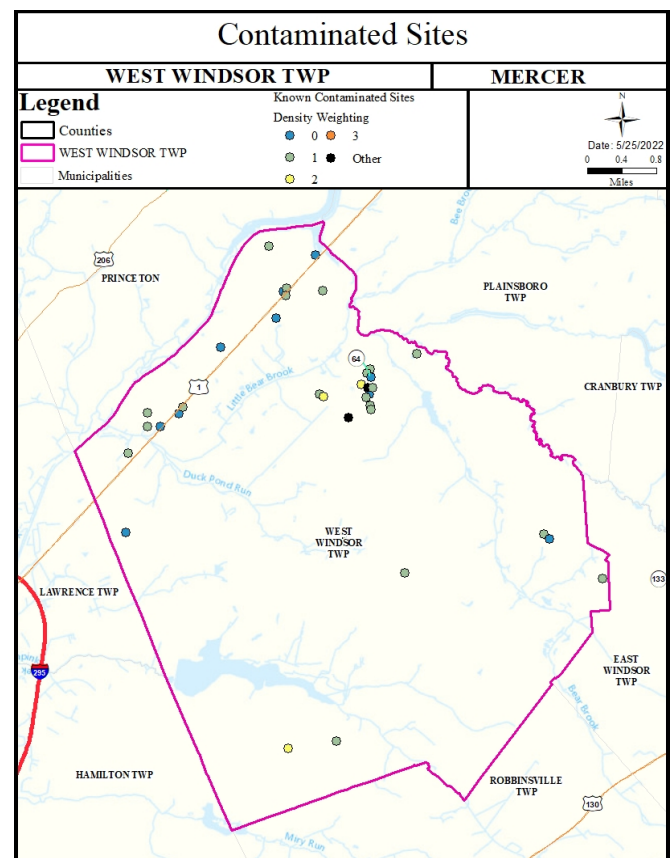 Contaminated Sites
WEST WINDSOR TWP
MERCER
Legend
Counties
WEST WINDSOR TWP
Municipalities
Known Contaminated Sites
Density Weighting
0
3
1
Other
2
N
Date: 5/25/2022
0 0.4 0.8
Miles
Bee Bro
206
PRINCETON
PLAINSBORO
TWP
64
CRANBURY TWP
1
Little Bear Brook
Duck Pond Run
WEST
WINDSOR
TWP
133
LAWRENCE TWP
295
EAST
WINDSOR
TWP
Bear Brook
HAMILTON TWP
ROBBINSVILLE
TWP
130
Miry Run